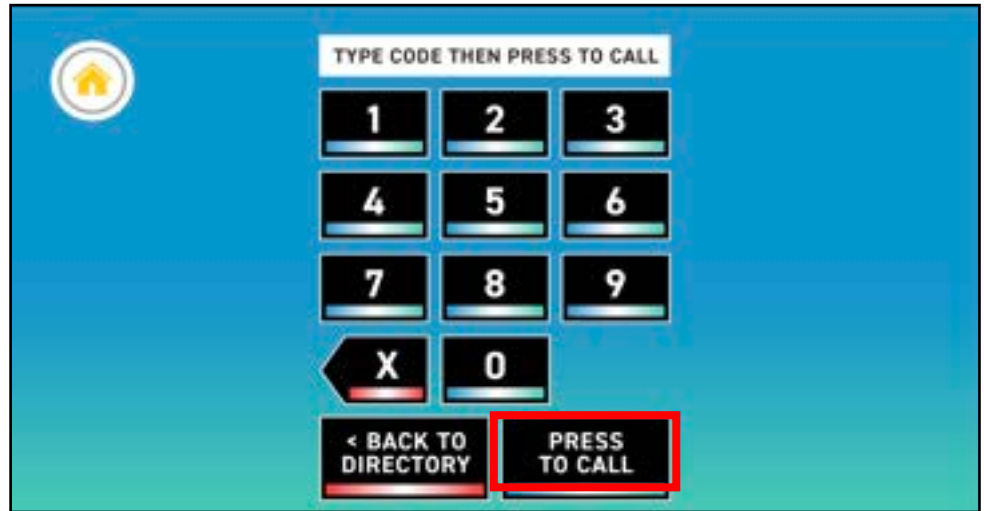 TYPE CODE THEN PRESS TO CALL
1 2 3
4 5 6
7 8 9
X 0
< BACK TO PRESS
DIRECTORY TO CALL